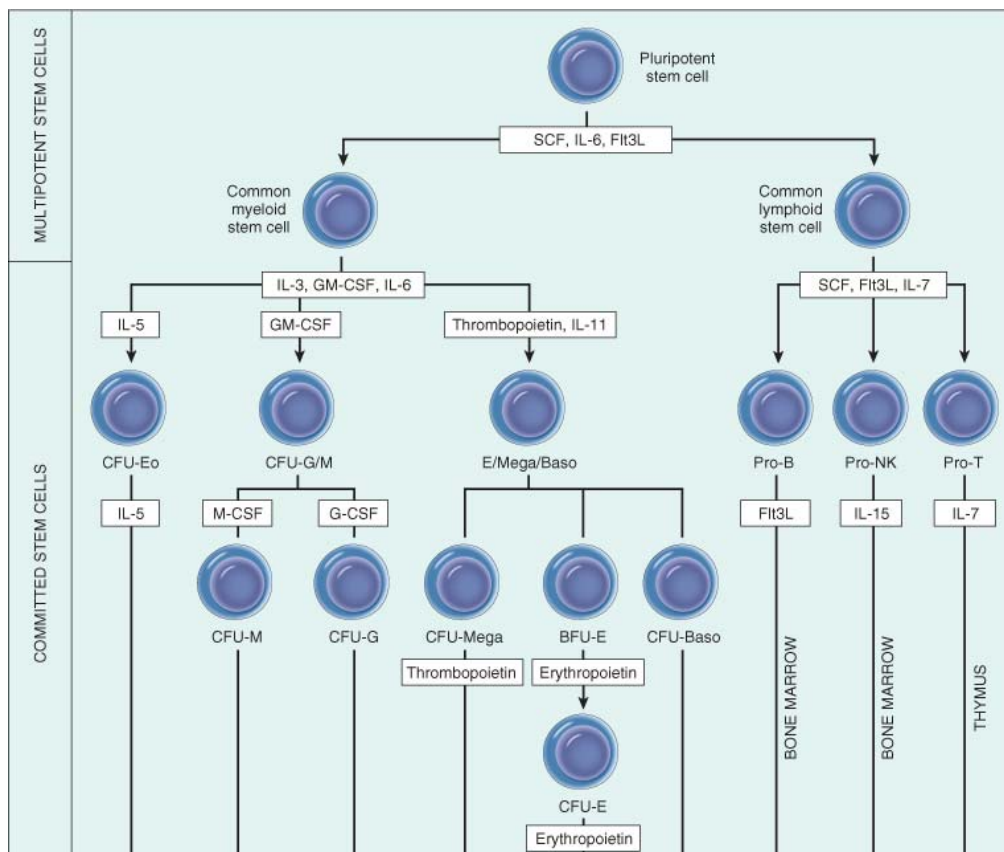 MULTIPOTENT STEM CELLS
Pluripotent
stem cell
SCF, IL-6, Flt3L
Common
myeloid
stem cell
Common
lymphoid
stem cell
COMMITTED STEM CELLS
IL-3, GM-CSF, IL-6
SCF, Flt3L, IL-7
IL-5
GM-CSF
Thrombopoietin, IL-11
CFU-Eo
CFU-G/M
E/Mega/Baso
Pro-B
Pro-NK
Pro-T
IL-5
M-CSF
G-CSF
Flt3L
IL-15
IL-7
CFU-M
CFU-G
CFU-Mega
BFU-E
CFU-Baso
Thrombopoietin
Erythropoietin
BONE MARROW
BONE MARROW
THYMUS
CFU-E
Erythropoietin